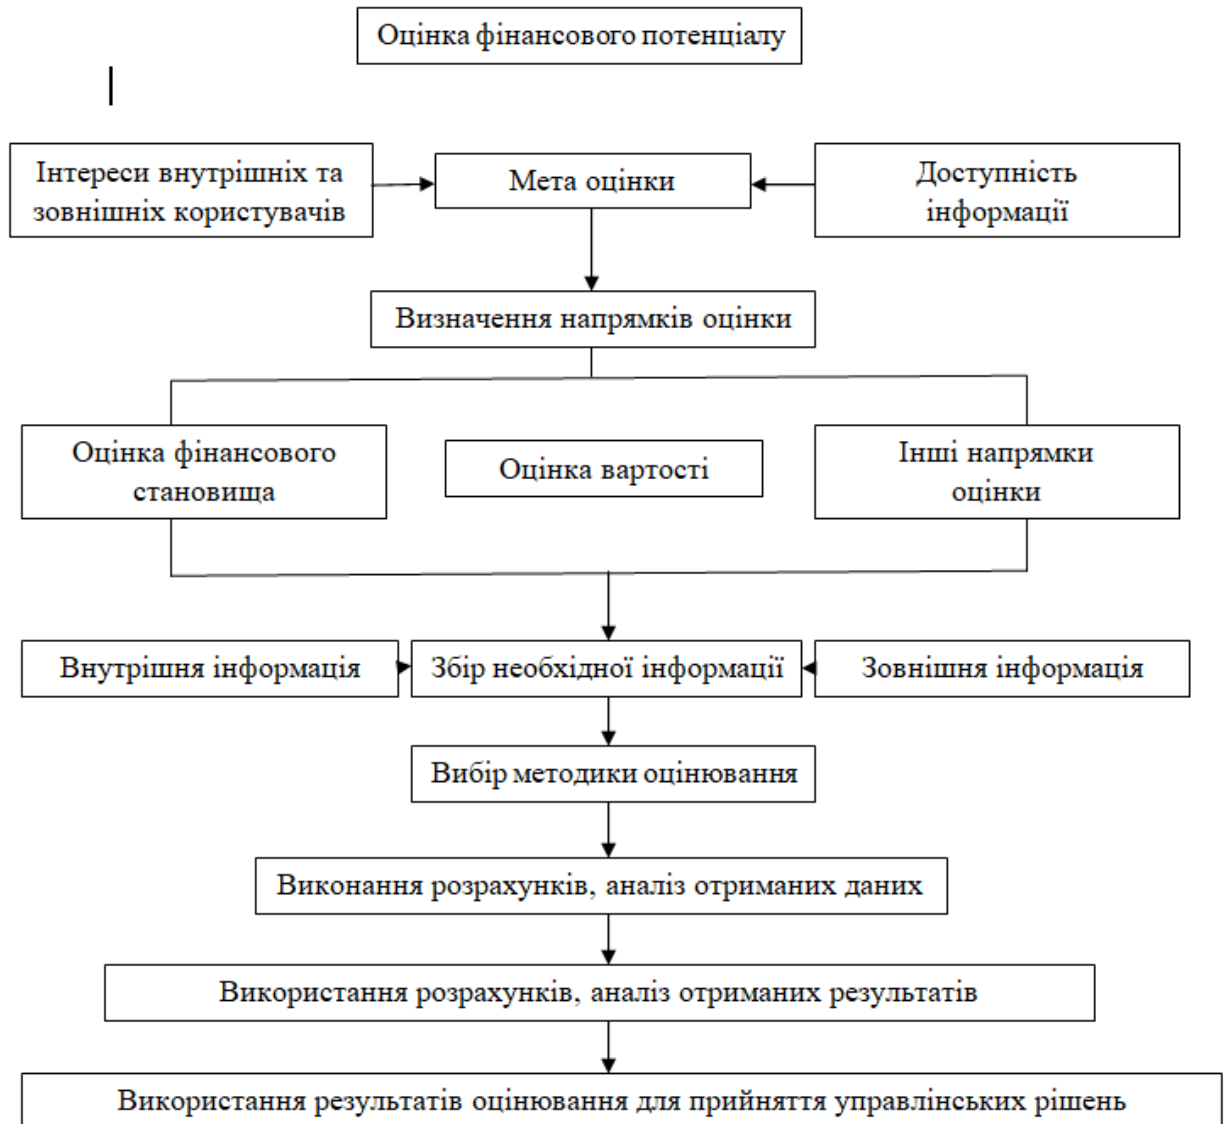 Оцінка фінансового потенціалу
Інтереси внутрішніх та
зовнішніх користувачів
Мета оцінки
Доступність
інформації
Визначення напрямків оцінки
Оцінка фінансового
становища
Оцінка вартості
Інші напрямки
оцінки
Внутрішня інформація
Збір необхідної інформації
Зовнішня інформація
Вибір методики оцінювання
Виконання розрахунків, аналіз отриманих даних
Використання розрахунків, аналіз отриманих результатів
Використання результатів оцінювання для прийняття управлінських рішень